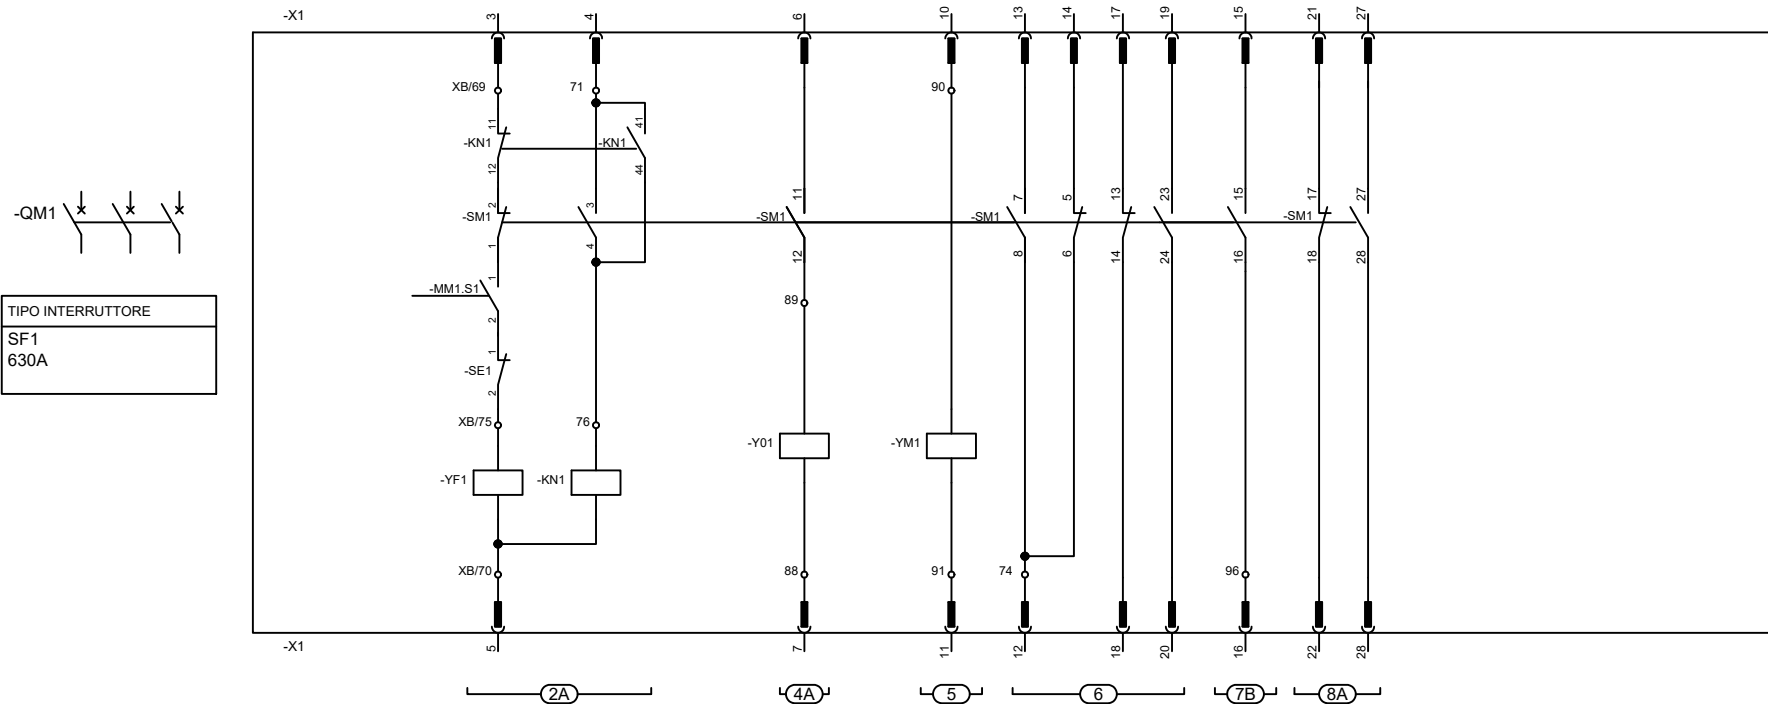 -X1
3 4 6 10 13 14 17 19 15 21 27
XB/69 71 90
11 41
-KN1 -KN1
12 44
-QM1
2 3 11 7 5 13 23 15 17 27
-SM1 -SM1 -SM1 -SM1
1 4 12 8 6 14 24 16 18 28
1
-MM1.S1
2
89
TIPO INTERRUTTORE
SF1
630A
1
-SE1
2
XB/75 76
-Y01 -YM1
-YF1 -KN1
XB/70 88 91 74 96
-X1
5 7 11 12 18 20 16 22 28
2A 4A 5 6 7B 8A